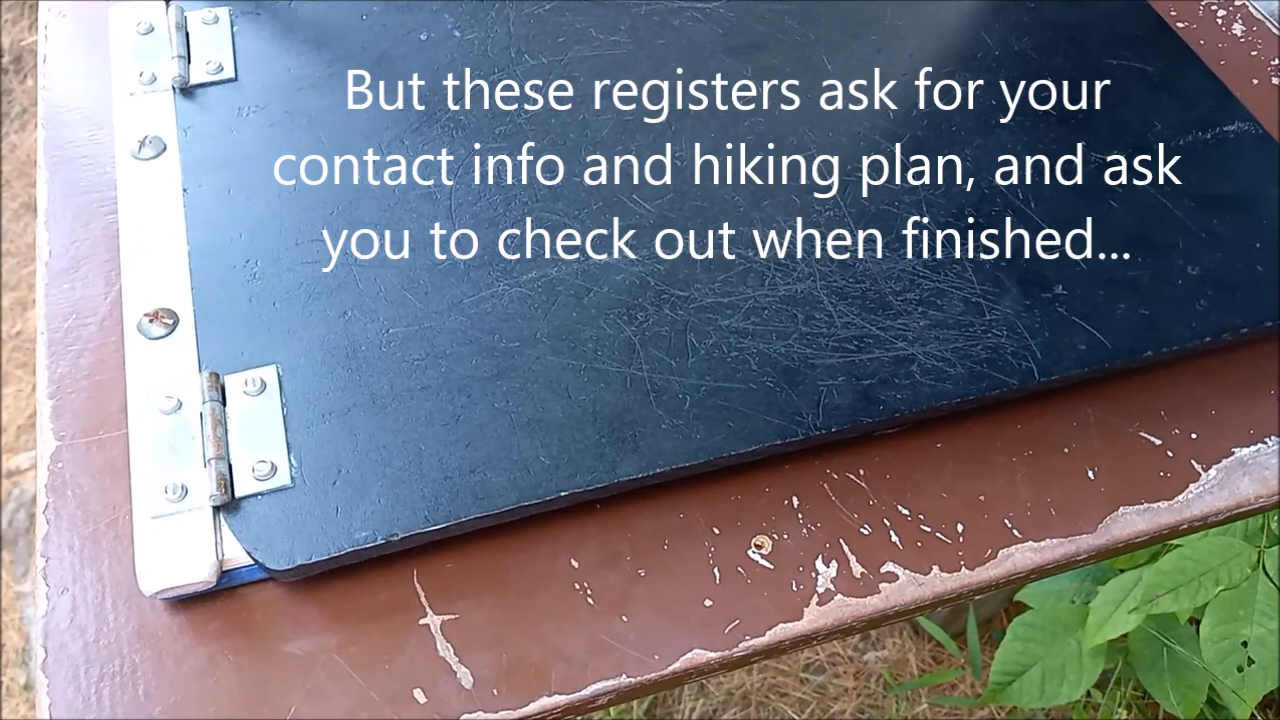 But these registers ask for your
contact info and hiking plan, and ask
you to check out when finished...